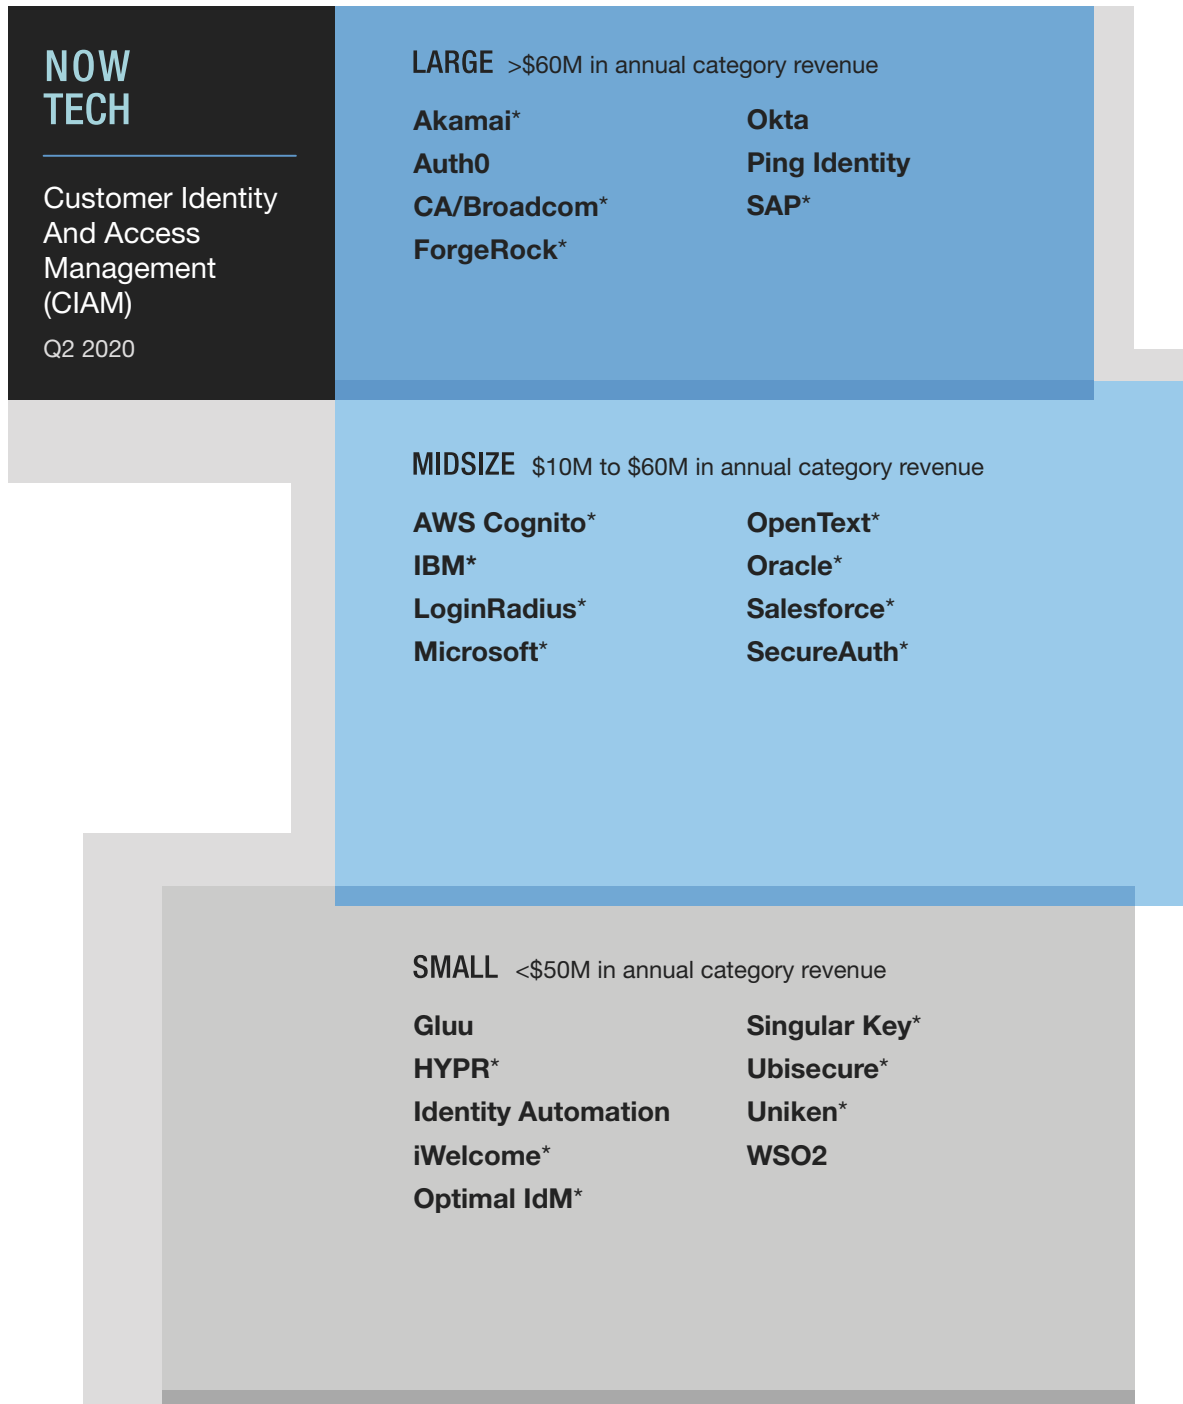 NOW
TECH
Customer Identity
And Access
Management
(CIAM)
Q2 2020
LARGE >$60M in annual category revenue
Akamai*
Auth0
CA/Broadcom*
ForgeRock*
Okta
Ping Identity
SAP*
MIDSIZE $10M to $60M in annual category revenue
AWS Cognito*
IBM*
LoginRadius*
Microsoft*
OpenText*
Oracle*
Salesforce*
SecureAuth*
SMALL <$50M in annual category revenue
Gluu
HYPR*
Identity Automation
iWelcome*
Optimal IdM*
Singular Key*
Ubisecure*
Uniken*
WSO2